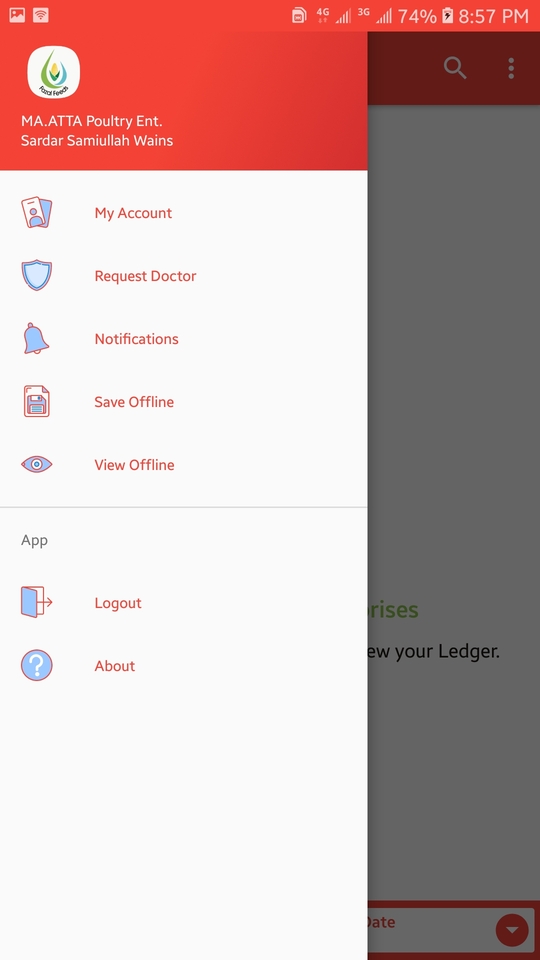 4G 3G 74% 8:57 PM
Fazal Feeds
MA.ATTA Poultry Ent.
Sardar Samiullah Wains
My Account
Request Doctor
Notifications
Save Offline
View Offline
App
Logout
About
rises
ew your Ledger.
Date